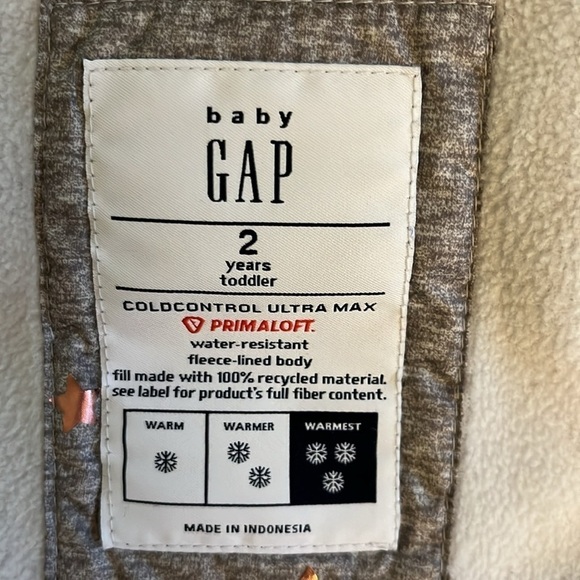 baby
GAP
2
years
toddler
COLDCONTROL ULTRA MAX
PRIMALOFT.
water-resistant
fleece-lined body
fill made with 100% recycled material.
see label for product's full fiber content.
WARM WARMER WARMEST
MADE IN INDONESIA